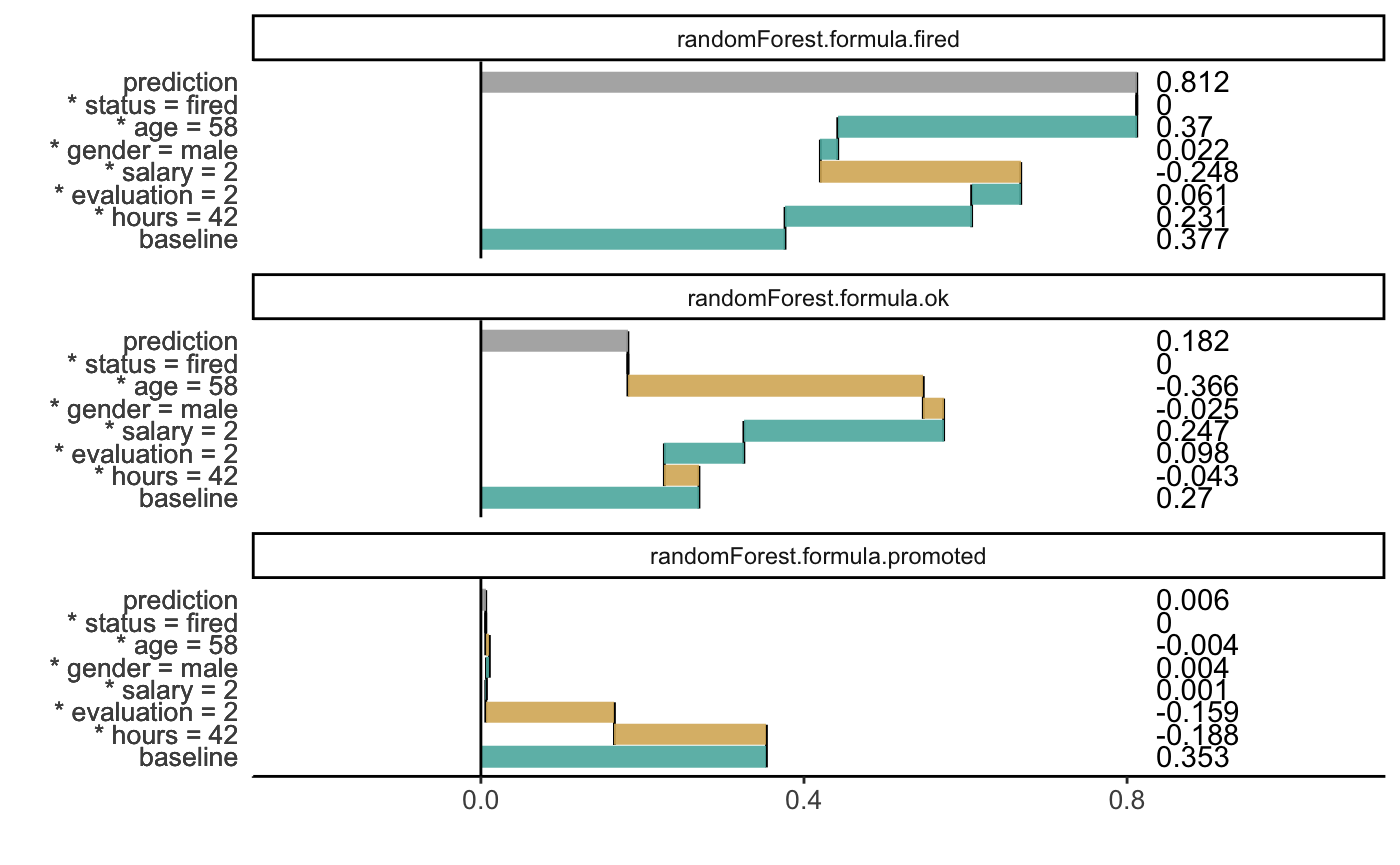 randomForest.formula.fired
prediction 0.812
* status = fired 0
* age = 58 0.37
* gender = male 0.022
* salary = 2 -0.248
* evaluation = 2 0.061
* hours = 42 0.231
baseline 0.377
randomForest.formula.ok
prediction 0.182
* status = fired 0
* age = 58 -0.366
* gender = male -0.025
* salary = 2 0.247
* evaluation = 2 0.098
* hours = 42 -0.043
baseline 0.27
randomForest.formula.promoted
prediction 0.006
* status = fired 0
* age = 58 -0.004
* gender = male 0.004
* salary = 2 0.001
* evaluation = 2 -0.159
* hours = 42 -0.188
baseline 0.353
0.0 0.4 0.8